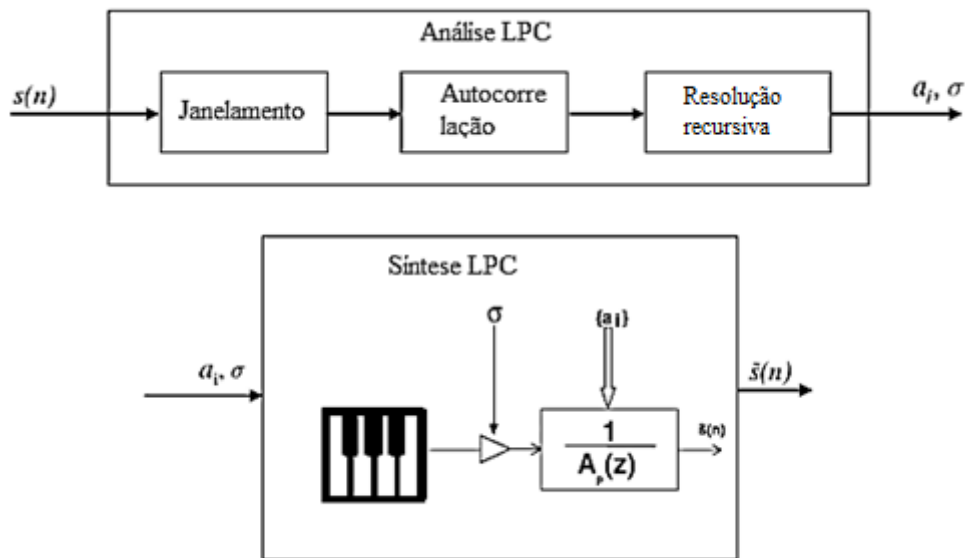 Análise LPC
s(n)
Janelamento
Autocorre
lação
Resolução
recursiva
a_i, σ
Síntese LPC
σ
{a_i}
a_i, σ
1
A_p(z)
s̃(n)
s̃(n)